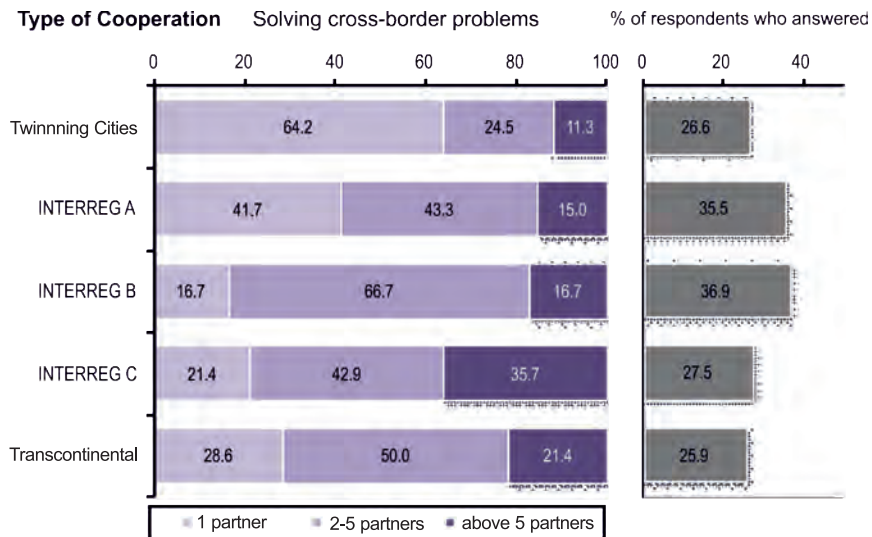 Type of Cooperation Solving cross-border problems % of respondents who answered
0 20 40 60 80 100 0 20 40
Twinnning Cities 64.2 24.5 11.3 26.6
INTERREG A 41.7 43.3 15.0 35.5
INTERREG B 16.7 66.7 16.7 36.9
INTERREG C 21.4 42.9 35.7 27.5
Transcontinental 28.6 50.0 21.4 25.9
1 partner 2-5 partners above 5 partners